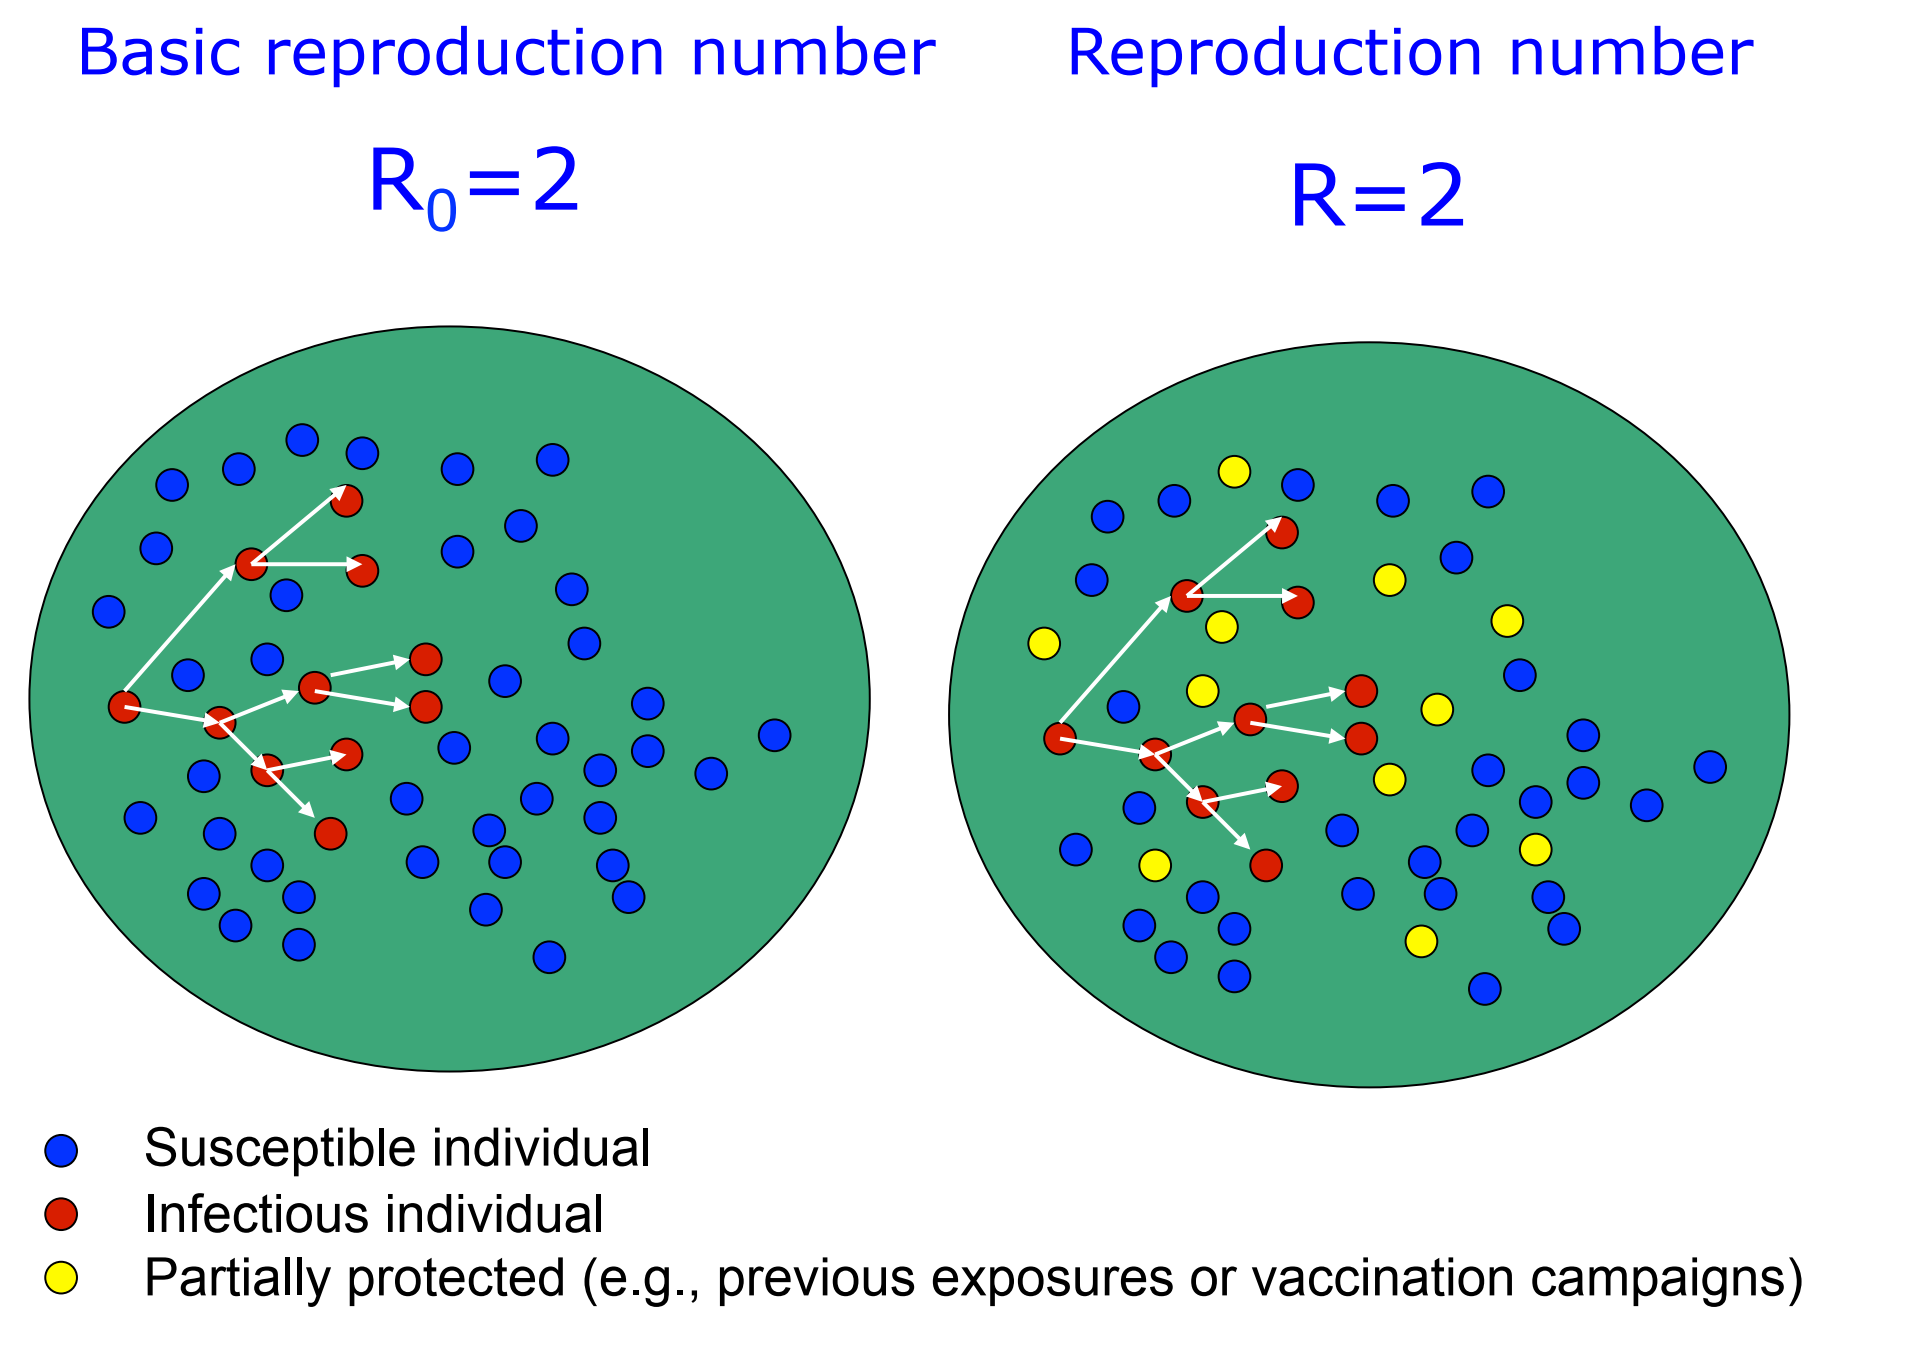 Basic reproduction number
Reproduction number
R₀=2
R=2
Susceptible individual
Infectious individual
Partially protected (e.g., previous exposures or vaccination campaigns)